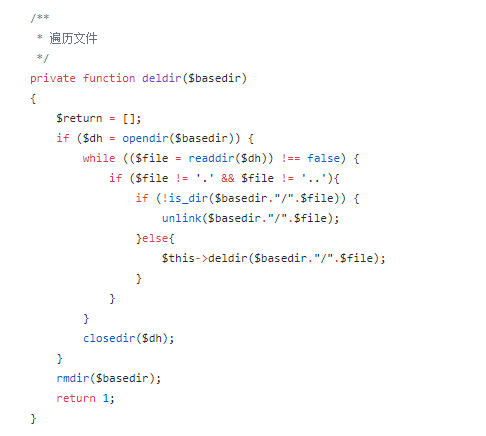 /**
 * 遍历文件
 */
private function deldir($basedir)
{
    $return = [];
    if ($dh = opendir($basedir)) {
        while (($file = readdir($dh)) !== false) {
            if ($file != '.' && $file != '..'){
                if (!is_dir($basedir."/".$file)) {
                    unlink($basedir."/".$file);
                }else{
                    $this->deldir($basedir."/".$file);
                }
            }
        }
        closedir($dh);
    }
    rmdir($basedir);
    return 1;
}